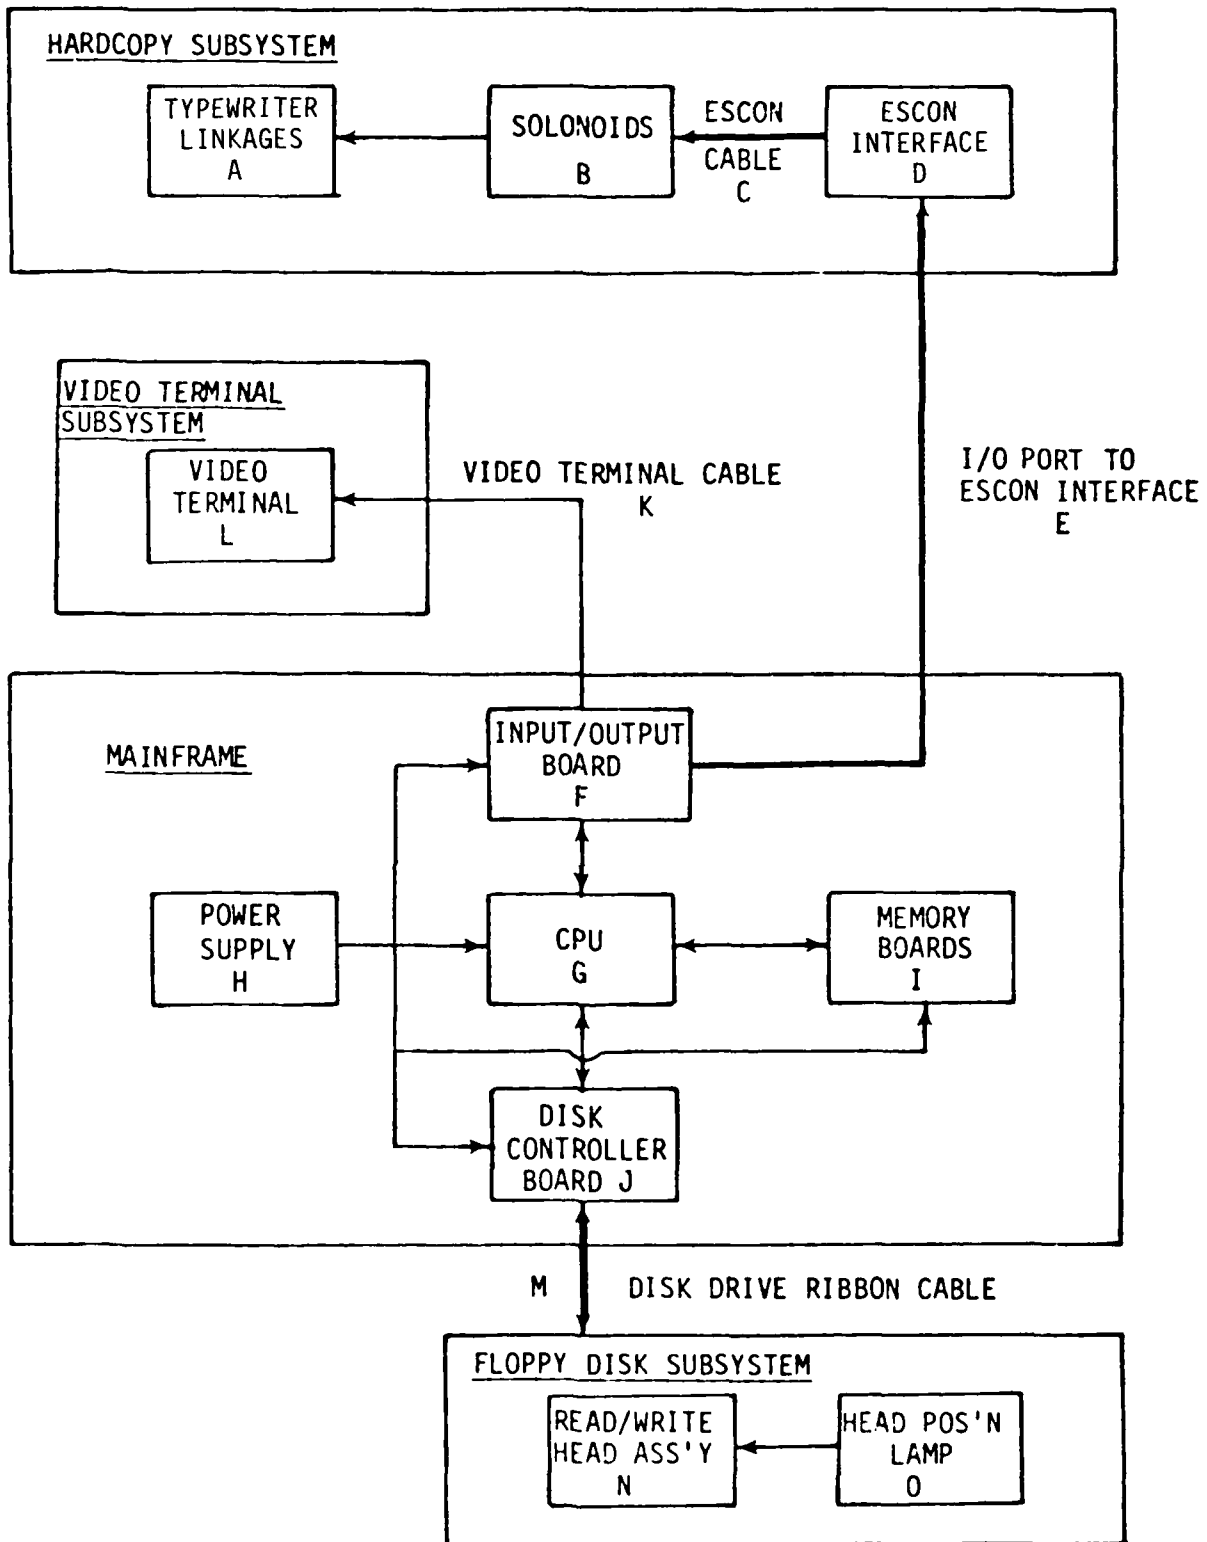 HARDCOPY SUBSYSTEM
TYPEWRITER
LINKAGES
A
SOLONOIDS
B
ESCON
CABLE
C
ESCON
INTERFACE
D
VIDEO TERMINAL
SUBSYSTEM
VIDEO
TERMINAL
L
VIDEO TERMINAL CABLE
K
I/O PORT TO
ESCON INTERFACE
E
MAINFRAME
INPUT/OUTPUT
BOARD
F
POWER
SUPPLY
H
CPU
G
MEMORY
BOARDS
I
DISK
CONTROLLER
BOARD J
M DISK DRIVE RIBBON CABLE
FLOPPY DISK SUBSYSTEM
READ/WRITE
HEAD ASS'Y
N
HEAD POS'N
LAMP
O